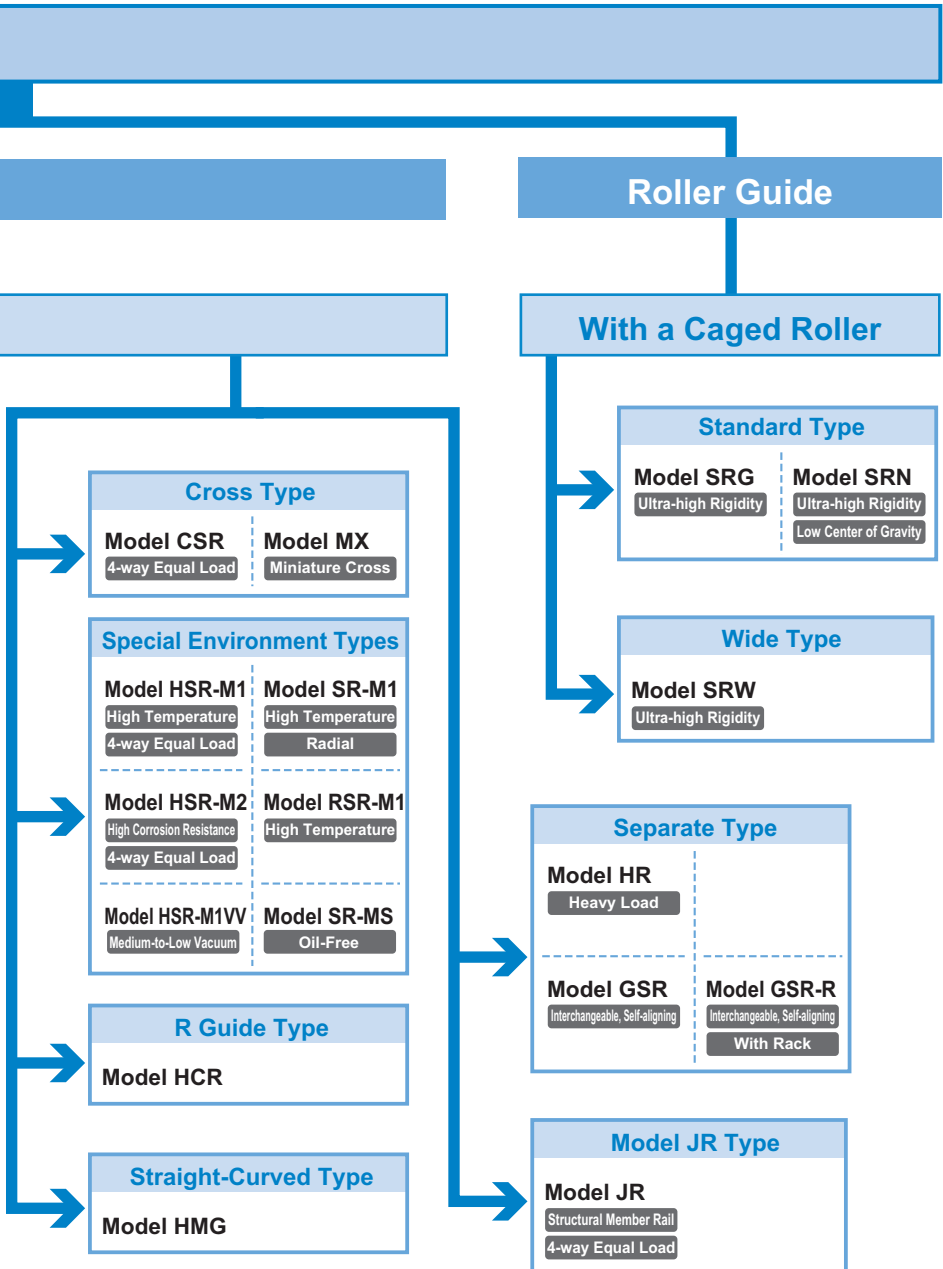 Roller Guide
With a Caged Roller
Standard Type
Model SRG
Ultra-high Rigidity
Model SRN
Ultra-high Rigidity
Low Center of Gravity
Wide Type
Model SRW
Ultra-high Rigidity
Cross Type
Model CSR
4-way Equal Load
Model MX
Miniature Cross
Special Environment Types
Model HSR-M1
High Temperature
4-way Equal Load
Model SR-M1
High Temperature
Radial
Model HSR-M2
High Corrosion Resistance
4-way Equal Load
Model RSR-M1
High Temperature
Model HSR-M1VV
Medium-to-Low Vacuum
Model SR-MS
Oil-Free
R Guide Type
Model HCR
Straight-Curved Type
Model HMG
Separate Type
Model HR
Heavy Load
Model GSR
Interchangeable, Self-aligning
Model GSR-R
Interchangeable, Self-aligning
With Rack
Model JR Type
Model JR
Structural Member Rail
4-way Equal Load